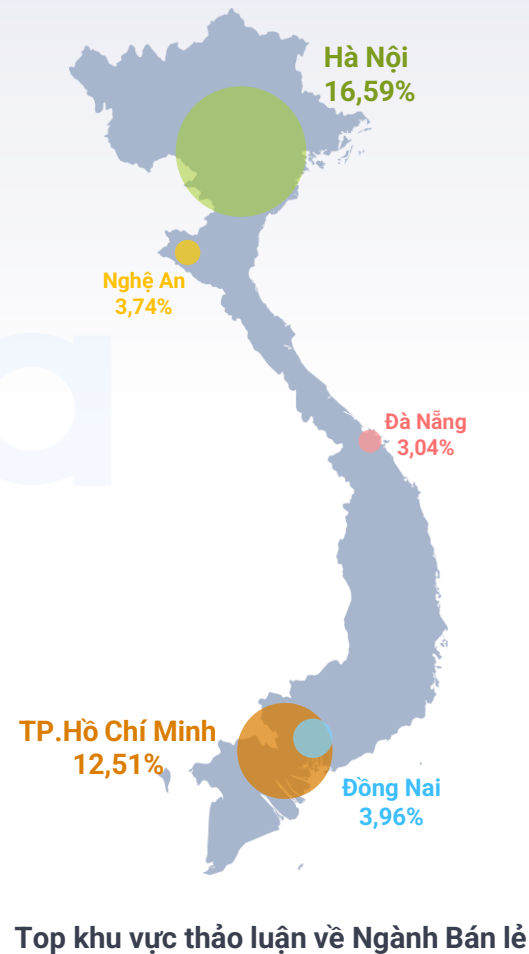 Hà Nội
16,59%
Nghệ An
3,74%
Đà Nẵng
3,04%
TP.Hồ Chí Minh
12,51%
Đồng Nai
3,96%
Top khu vực thảo luận về Ngành Bán lẻ